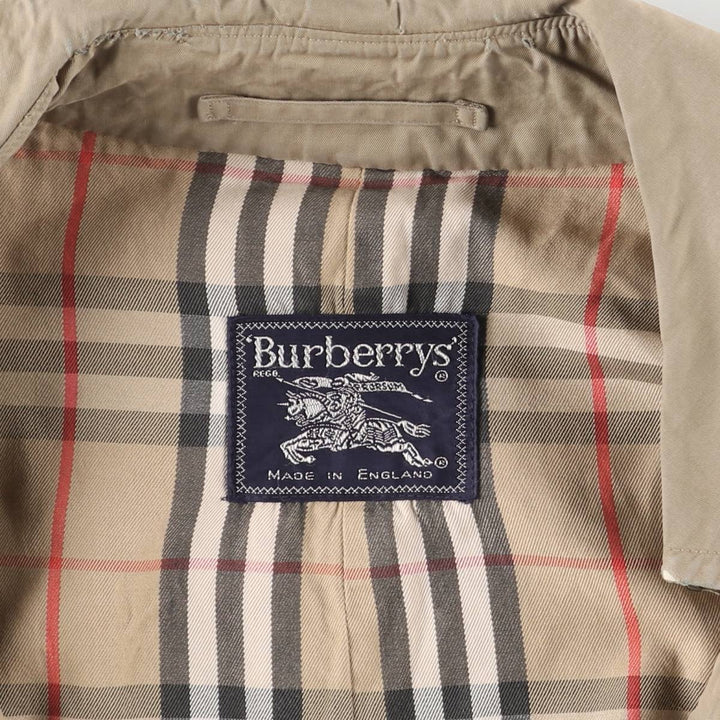 'Burberrys'
REGD.
PRORSUM
®
MADE IN ENGLAND ®